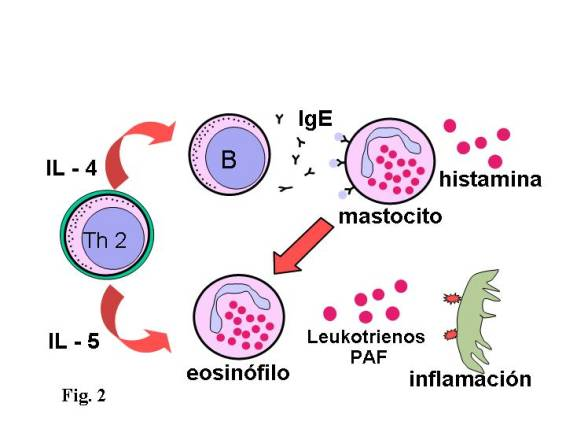 IgE
IL - 4
B
histamina
mastocito
Th 2
IL - 5
Leukotrienos
PAF
eosinófilo
inflamación
Fig. 2